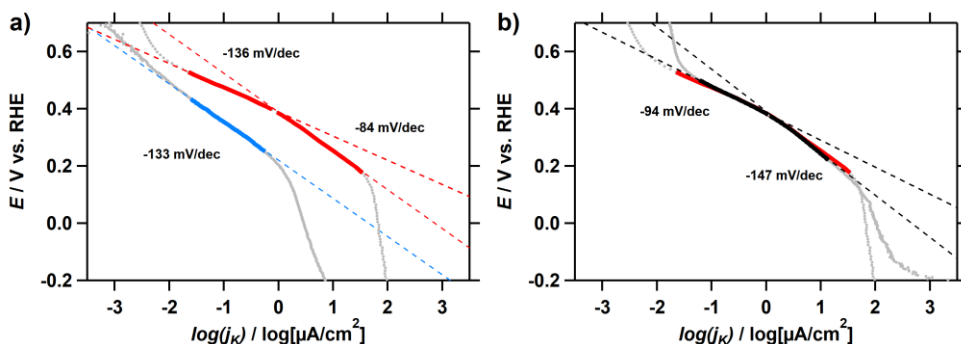 a)
E / V vs. RHE
0.6
0.4
0.2
0.0
-0.2
-136 mV/dec
-84 mV/dec
-133 mV/dec
-3 -2 -1 0 1 2 3
log(jK) / log[µA/cm²]
b)
E / V vs. RHE
0.6
0.4
0.2
0.0
-0.2
-94 mV/dec
-147 mV/dec
-3 -2 -1 0 1 2 3
log(jK) / log[µA/cm²]